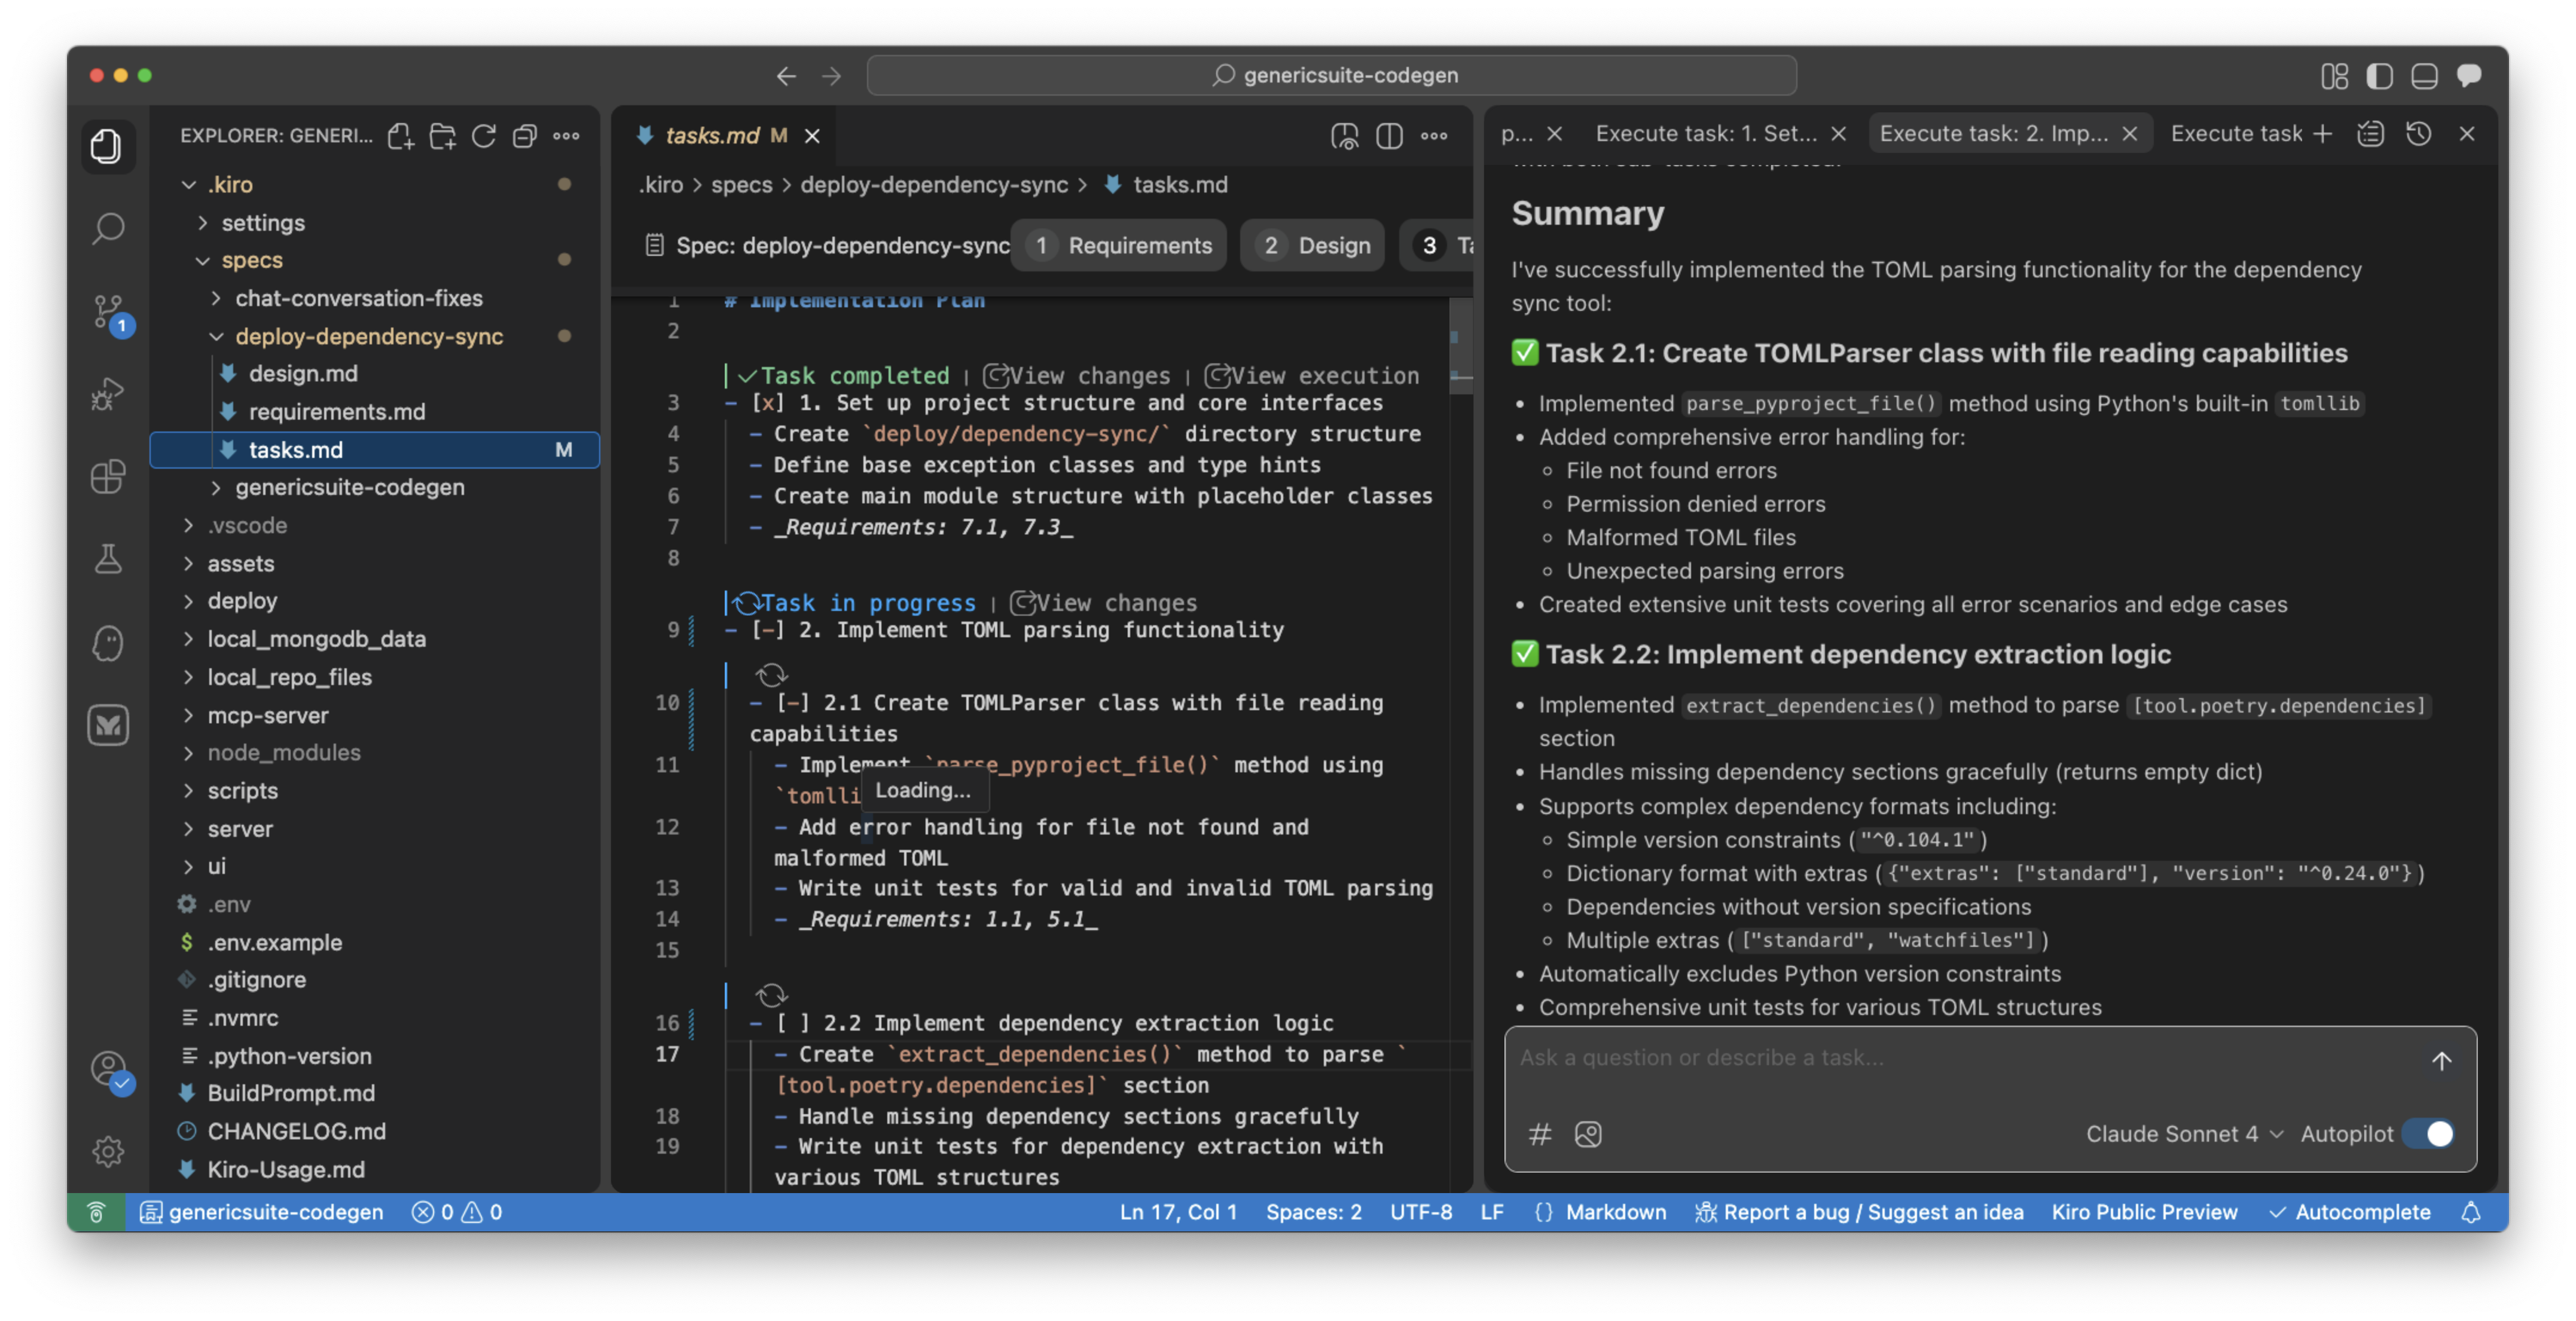 genericsuite-codegen
EXPLORER: GENERI...
.kiro
settings
specs
chat-conversation-fixes
deploy-dependency-sync
design.md
requirements.md
tasks.md M
genericsuite-codegen
.vscode
assets
deploy
local_mongodb_data
local_repo_files
mcp-server
node_modules
scripts
server
ui
.env
.env.example
.gitignore
.nvmrc
.python-version
BuildPrompt.md
CHANGELOG.md
Kiro-Usage.md
1
tasks.md M
.kiro > specs > deploy-dependency-sync > tasks.md
Spec: deploy-dependency-sync 1 Requirements 2 Design 3 Ta
1 # Implementation Plan
2
Task completed | View changes | View execution
3 - [x] 1. Set up project structure and core interfaces
4 - Create `deploy/dependency-sync/` directory structure
5 - Define base exception classes and type hints
6 - Create main module structure with placeholder classes
7 - _Requirements: 7.1, 7.3_
8
Task in progress | View changes
9 - [-] 2. Implement TOML parsing functionality
10 - [-] 2.1 Create TOMLParser class with file reading
capabilities
11 - Implement `parse_pyproject_file()` method using
`tomlli
Loading...
12 - Add error handling for file not found and
malformed TOML
13 - Write unit tests for valid and invalid TOML parsing
14 - _Requirements: 1.1, 5.1_
15
16 - [ ] 2.2 Implement dependency extraction logic
17 - Create `extract_dependencies()` method to parse `
[tool.poetry.dependencies]` section
18 - Handle missing dependency sections gracefully
19 - Write unit tests for dependency extraction with
various TOML structures
p... Execute task: 1. Set... Execute task: 2. Imp... Execute task
Summary
I've successfully implemented the TOML parsing functionality for the dependency
sync tool:
✅ Task 2.1: Create TOMLParser class with file reading capabilities
• Implemented parse_pyproject_file() method using Python's built-in tomllib
• Added comprehensive error handling for:
◦ File not found errors
◦ Permission denied errors
◦ Malformed TOML files
◦ Unexpected parsing errors
• Created extensive unit tests covering all error scenarios and edge cases
✅ Task 2.2: Implement dependency extraction logic
• Implemented extract_dependencies() method to parse [tool.poetry.dependencies]
section
• Handles missing dependency sections gracefully (returns empty dict)
• Supports complex dependency formats including:
◦ Simple version constraints ("^0.104.1")
◦ Dictionary format with extras ({"extras": ["standard"], "version": "^0.24.0"})
◦ Dependencies without version specifications
◦ Multiple extras (["standard", "watchfiles"])
• Automatically excludes Python version constraints
• Comprehensive unit tests for various TOML structures
Ask a question or describe a task...
# Claude Sonnet 4 Autopilot
genericsuite-codegen 0 0 Ln 17, Col 1 Spaces: 2 UTF-8 LF {} Markdown Report a bug / Suggest an idea Kiro Public Preview Autocomplete